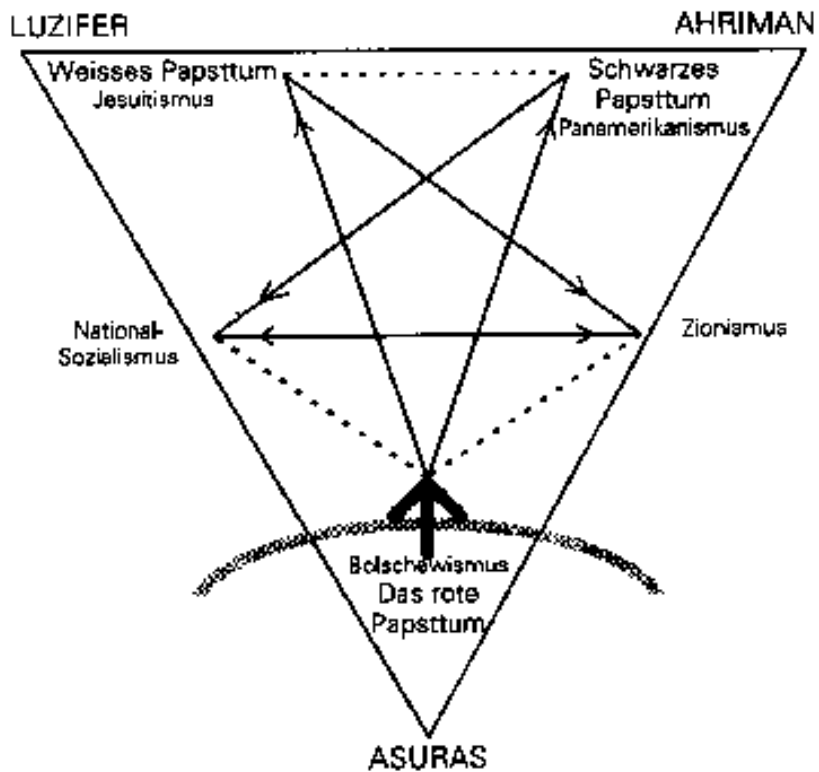 LUZIFER
AHRIMAN
Weisses Papsttum
Jesuitismus
Schwarzes
Papsttum
Panamerikanismus
National-
Sozialismus
Zionismus
Bolschewismus
Das rote
Papsttum
ASURAS